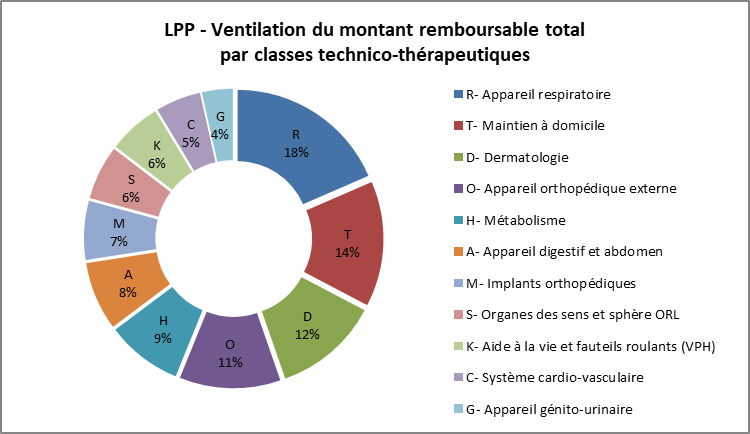 LPP - Ventilation du montant remboursable total
par classes technico-thérapeutiques
R
18%
T
14%
D
12%
O
11%
H
9%
A
8%
M
7%
S
6%
K
6%
C
5%
G
4%
R- Appareil respiratoire
T- Maintien à domicile
D- Dermatologie
O- Appareil orthopédique externe
H- Métabolisme
A- Appareil digestif et abdomen
M- Implants orthopédiques
S- Organes des sens et sphère ORL
K- Aide à la vie et fauteils roulants (VPH)
C- Système cardio-vasculaire
G- Appareil génito-urinaire